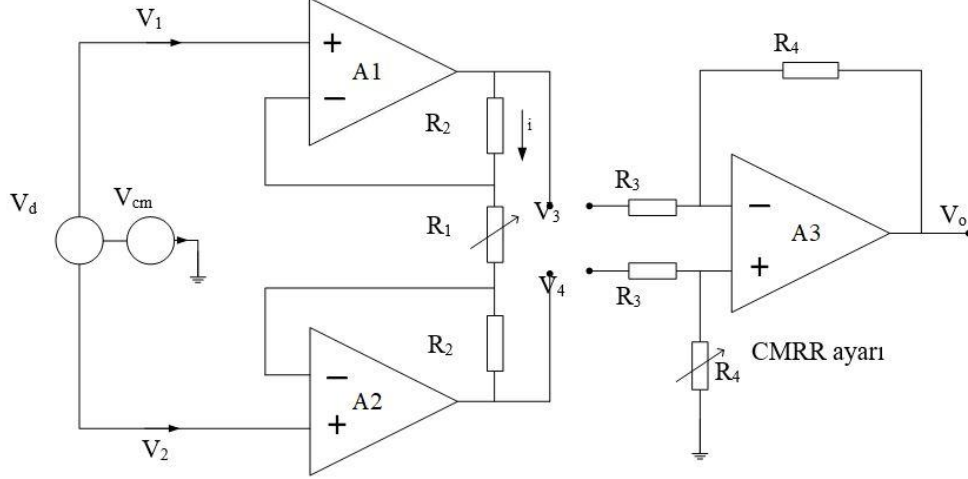 V1
+
A1
−
R2
i
R4
Vd
Vcm
R1
V3
R3
−
A3
Vo
+
V4
R3
R2
CMRR ayarı
R4
−
A2
+
V2